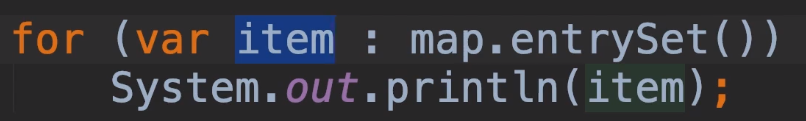 for (var item : map.entrySet())
System.out.println(item);